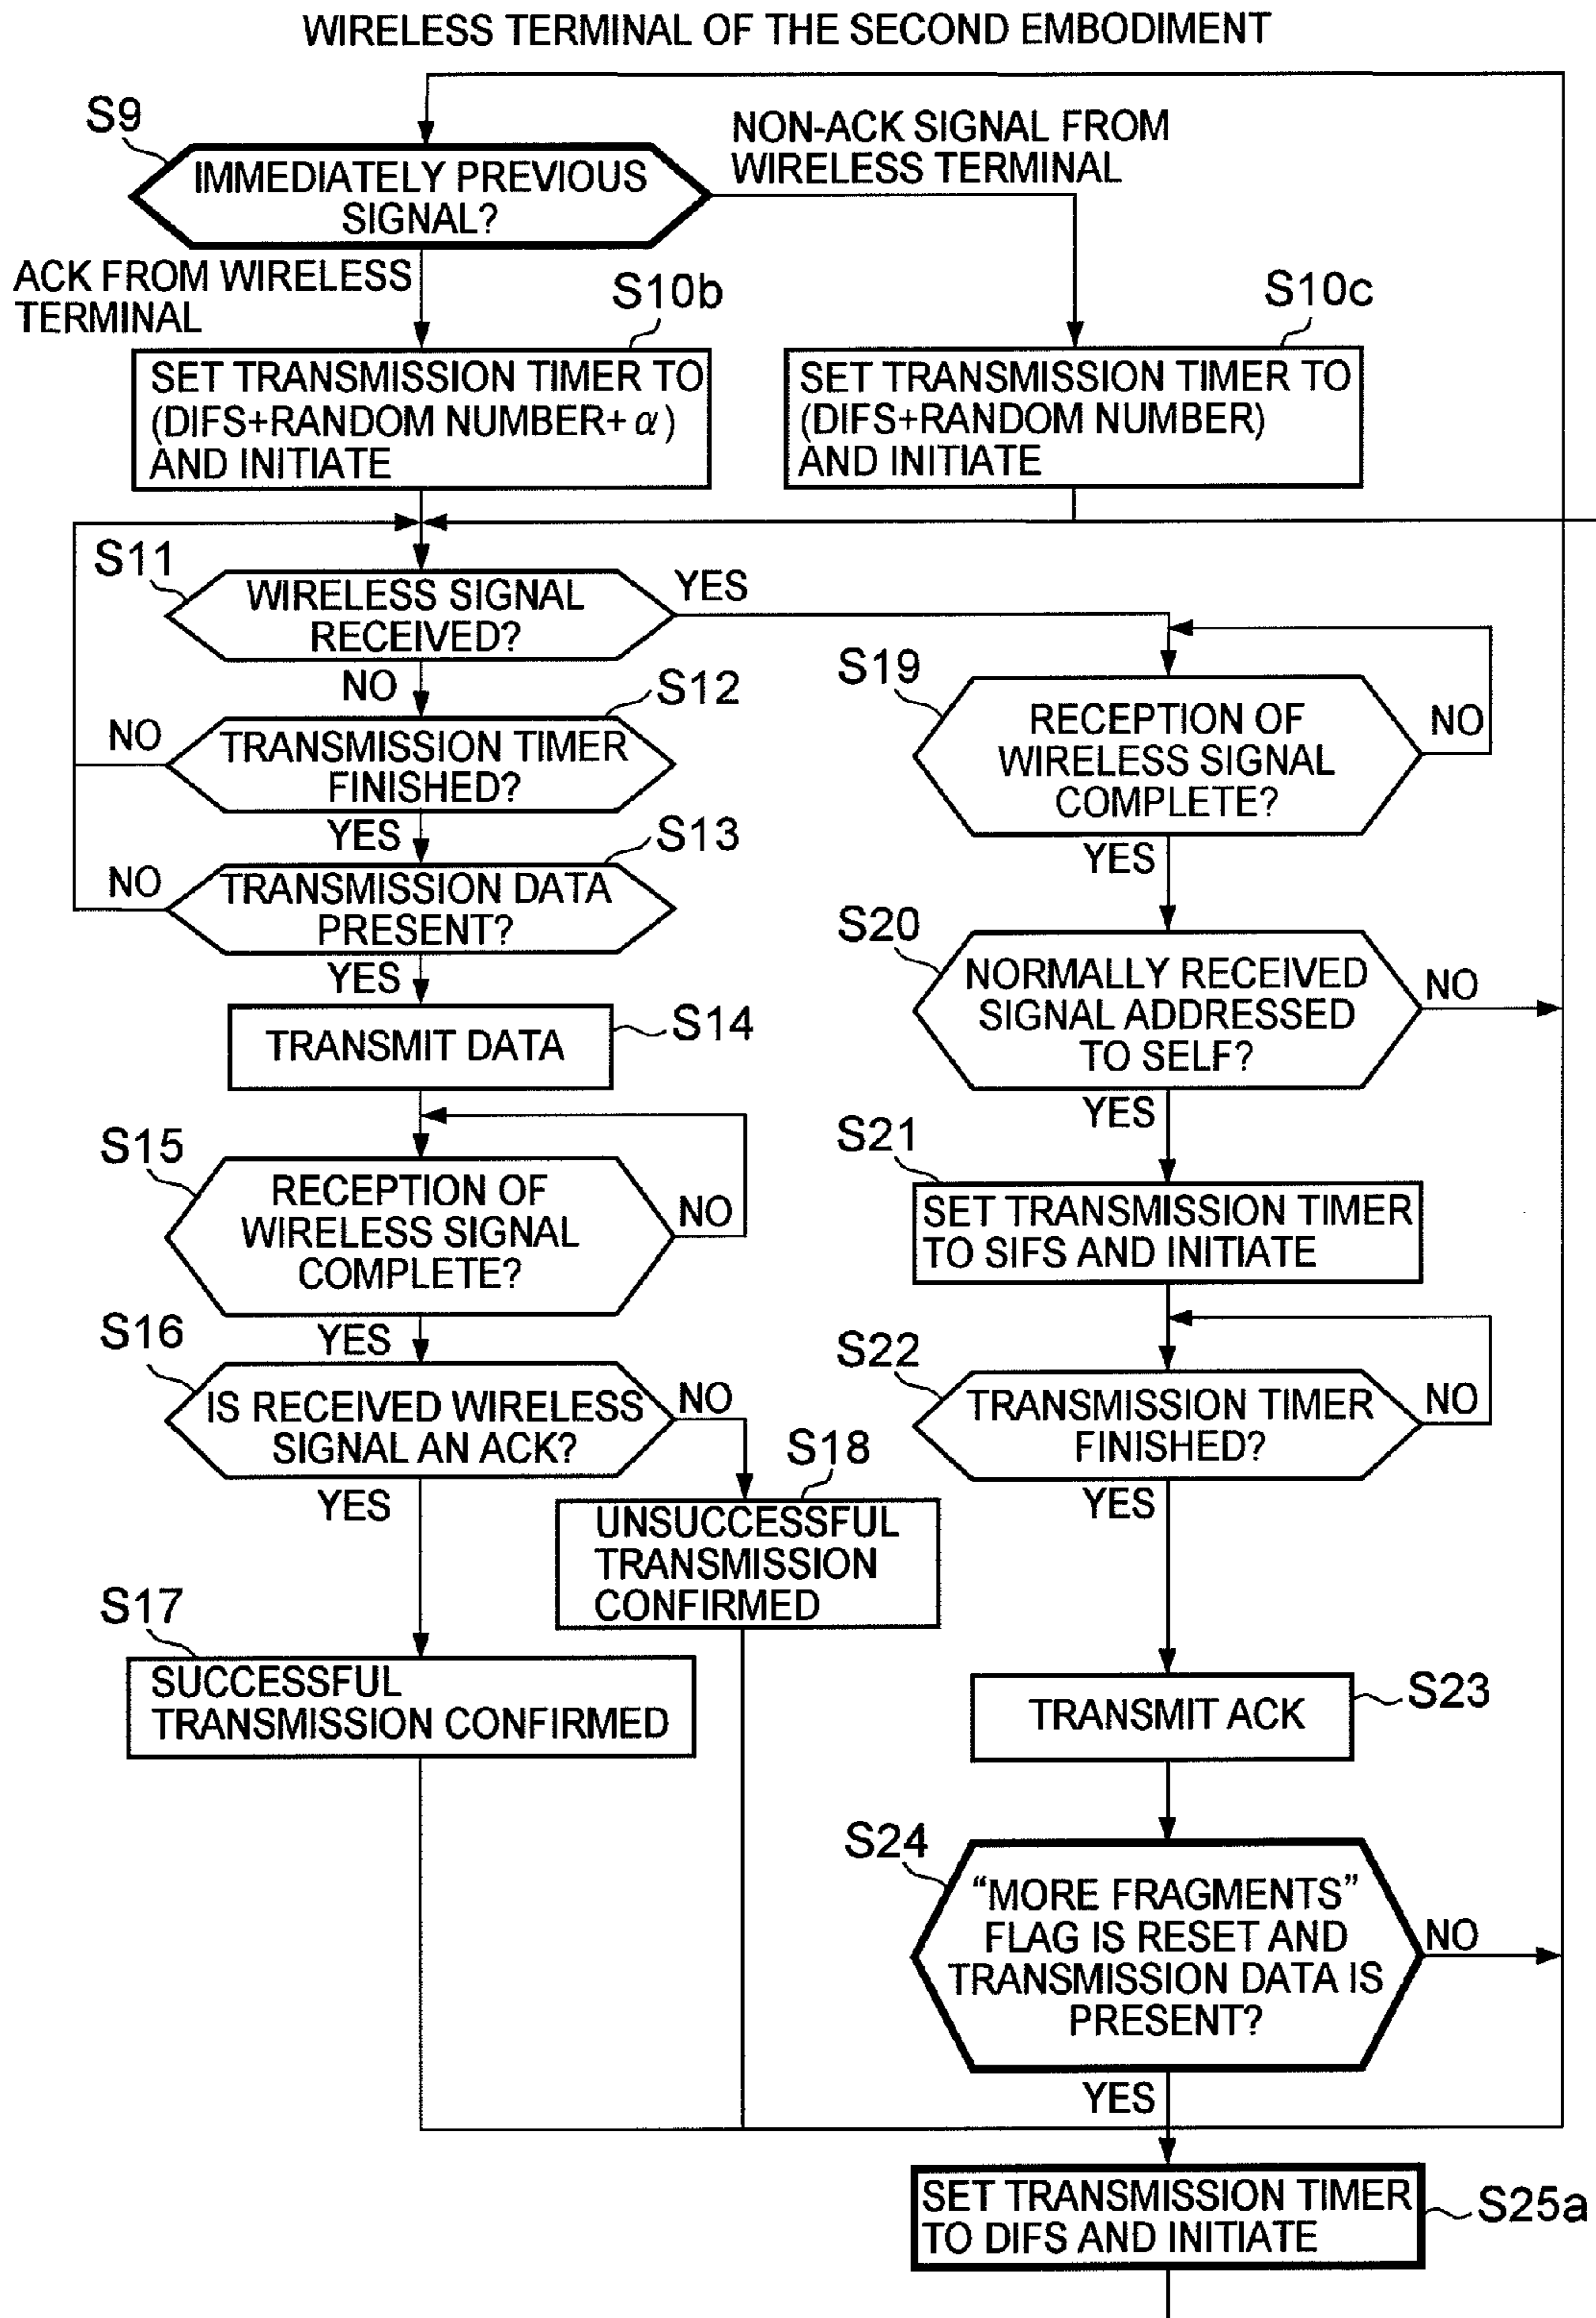 WIRELESS TERMINAL OF THE SECOND EMBODIMENT
S9
IMMEDIATELY PREVIOUS
SIGNAL?
NON-ACK SIGNAL FROM
WIRELESS TERMINAL
ACK FROM WIRELESS
TERMINAL
S10b
SET TRANSMISSION TIMER TO
(DIFS+RANDOM NUMBER+α)
AND INITIATE
S10c
SET TRANSMISSION TIMER TO
(DIFS+RANDOM NUMBER)
AND INITIATE
S11
WIRELESS SIGNAL
RECEIVED?
YES
NO
S12
TRANSMISSION TIMER
FINISHED?
NO
YES
S13
TRANSMISSION DATA
PRESENT?
NO
YES
S14
TRANSMIT DATA
S15
RECEPTION OF
WIRELESS SIGNAL
COMPLETE?
NO
YES
S16
IS RECEIVED WIRELESS
SIGNAL AN ACK?
NO
YES
S18
UNSUCCESSFUL
TRANSMISSION
CONFIRMED
S17
SUCCESSFUL
TRANSMISSION CONFIRMED
S19
RECEPTION OF
WIRELESS SIGNAL
COMPLETE?
NO
YES
S20
NORMALLY RECEIVED
SIGNAL ADDRESSED
TO SELF?
NO
YES
S21
SET TRANSMISSION TIMER
TO SIFS AND INITIATE
S22
TRANSMISSION TIMER
FINISHED?
NO
YES
S23
TRANSMIT ACK
S24
“MORE FRAGMENTS”
FLAG IS RESET AND
TRANSMISSION DATA IS
PRESENT?
NO
YES
S25a
SET TRANSMISSION TIMER
TO DIFS AND INITIATE